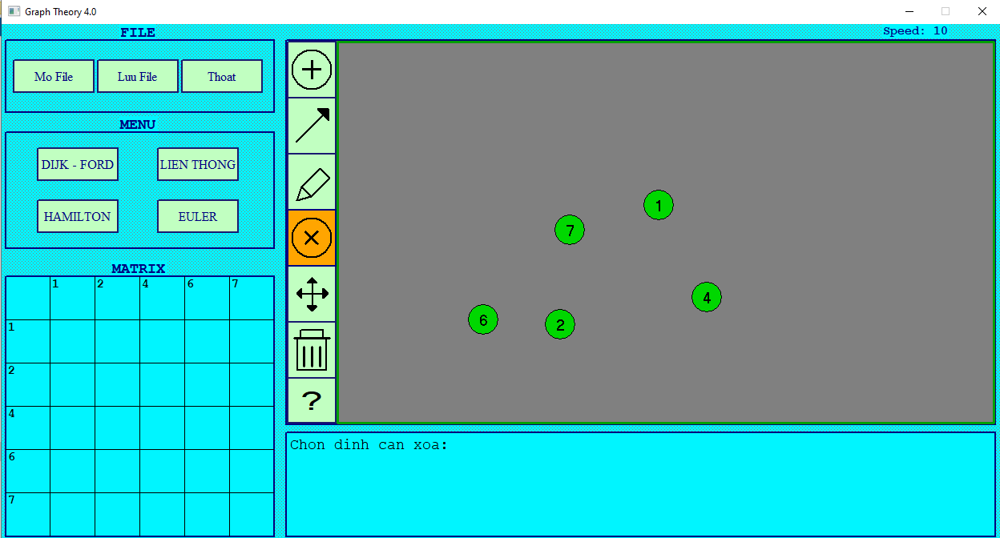 Graph Theory 4.0
Speed: 10
FILE
Mo File Luu File Thoat
MENU
DIJK - FORD LIEN THONG
HAMILTON EULER
MATRIX
1 2 4 6 7
1
2
4
6
7
?
1
7
4
6
2
Chon dinh can xoa: